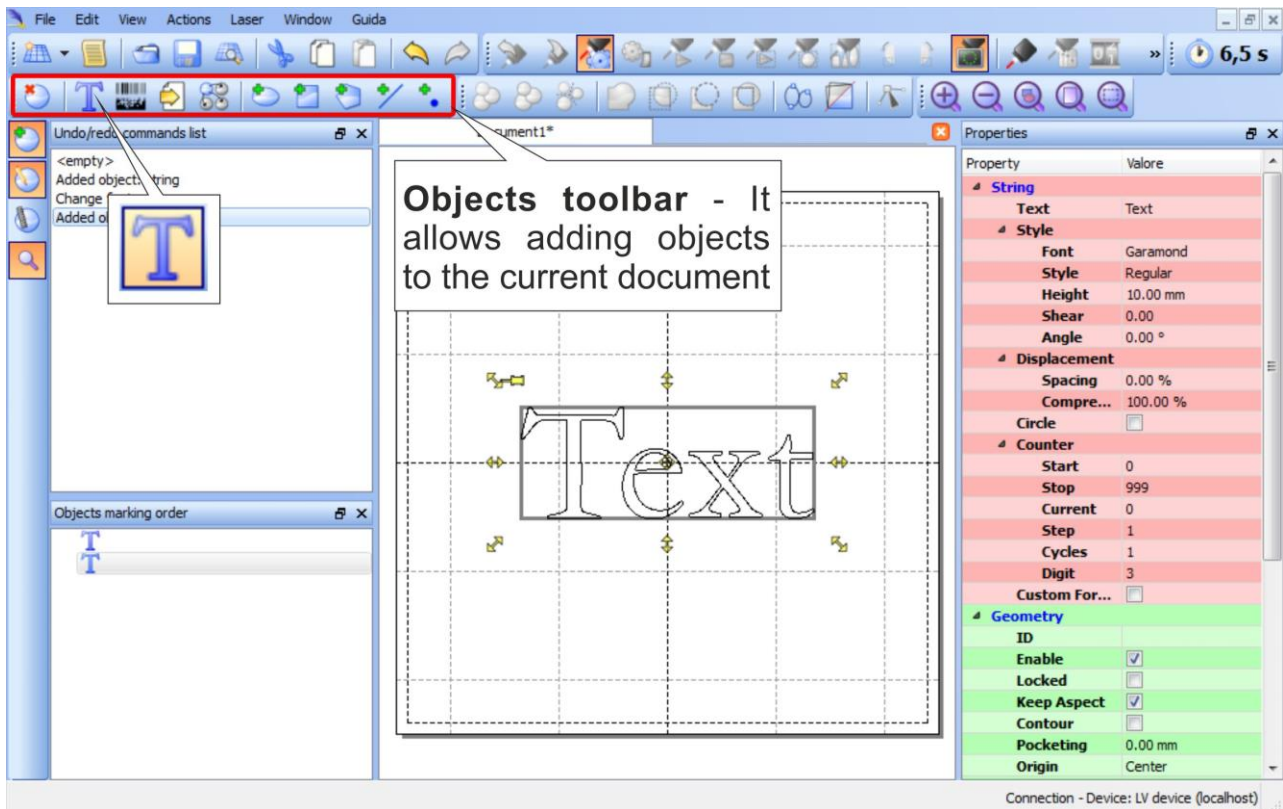 File Edit View Actions Laser Window Guida
» 6,5 s
Undo/redo commands list
<empty>
Added object: string
Change
Added
Document1*
Objects toolbar - It
allows adding objects
to the current document
Text
Objects marking order
Properties
Property Valore
String
Text Text
Style
Font Garamond
Style Regular
Height 10.00 mm
Shear 0.00
Angle 0.00 °
Displacement
Spacing 0.00 %
Compre... 100.00 %
Circle
Counter
Start 0
Stop 999
Current 0
Step 1
Cycles 1
Digit 3
Custom For...
Geometry
ID
Enable
Locked
Keep Aspect
Contour
Pocketing 0.00 mm
Origin Center
Connection - Device: LV device (localhost)